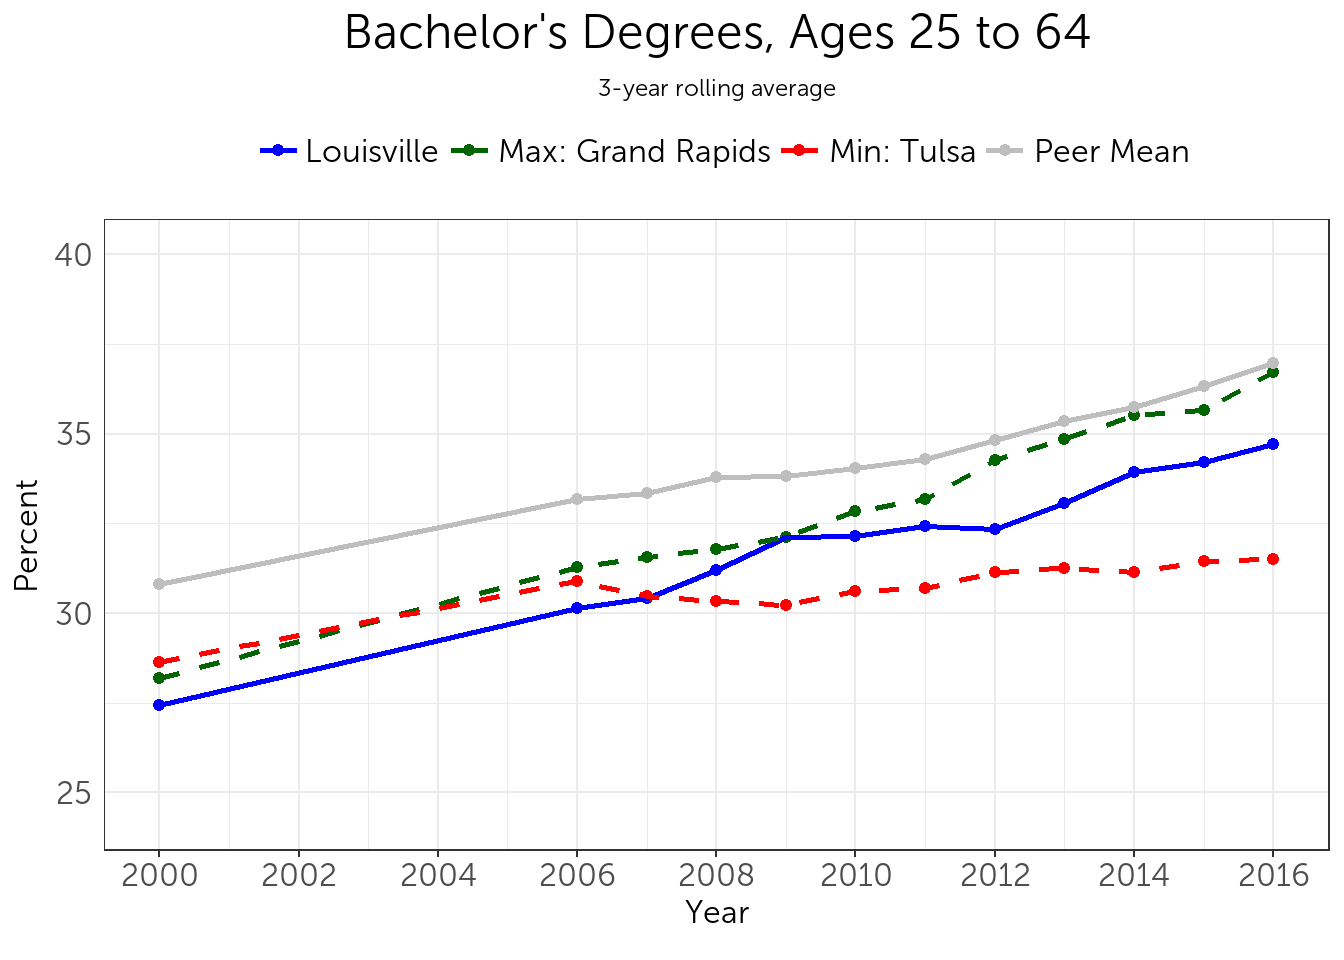 Bachelor's Degrees, Ages 25 to 64
3-year rolling average
Louisville Max: Grand Rapids Min: Tulsa Peer Mean
40
35
30
25
Percent
2000 2002 2004 2006 2008 2010 2012 2014 2016
Year